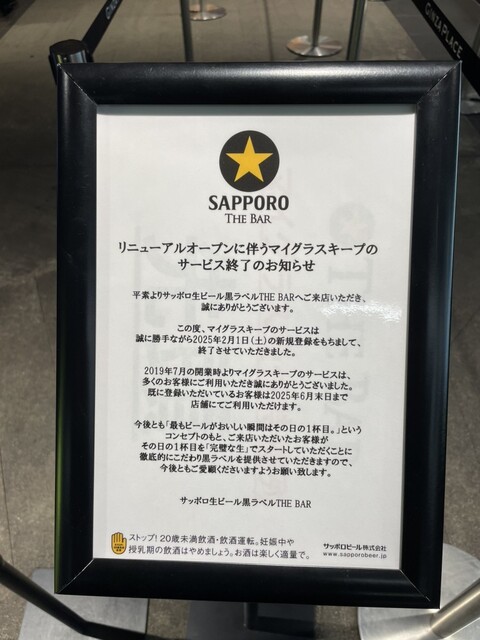 GINZA PLACE
SAPPORO
THE BAR
リニューアルオープンに伴うマイグラスキープの
サービス終了のお知らせ
平素よりサッポロ生ビール黒ラベルTHE BARへご来店いただき、
誠にありがとうございます。
この度、マイグラスキープのサービスは
誠に勝手ながら2025年2月1日(土)の新規登録をもちまして、
終了させていただきました。
2019年7月の開業時よりマイグラスキープのサービスは、
多くのお客様にご利用いただき誠にありがとうございました。
既に登録いただいているお客様は2025年6月末日まで
店舗にてご利用いただけます。
今後とも「最もビールがおいしい瞬間はその日の1杯目。」という
コンセプトのもと、ご来店いただいたお客様が
その日の1杯目を「完璧な生」でスタートしていただくことに
徹底的にこだわり黒ラベルを提供させていただきますので、
今後ともご愛顧くださいますようお願い致します。
サッポロ生ビール黒ラベルTHE BAR
ストップ!20歳未満飲酒・飲酒運転。妊娠中や
授乳期の飲酒はやめましょう。お酒は楽しく適量で。
サッポロビール株式会社
www.sapporobeer.jp